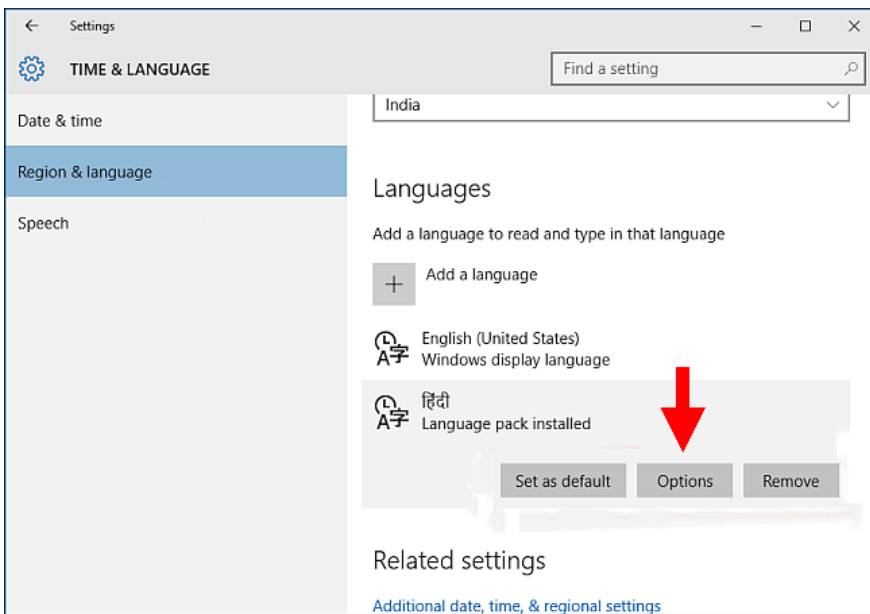 Settings
TIME & LANGUAGE
Find a setting
Date & time
Region & language
Speech
India
Languages
Add a language to read and type in that language
Add a language
English (United States)
Windows display language
हिंदी
Language pack installed
Set as default Options Remove
Related settings
Additional date, time, & regional settings